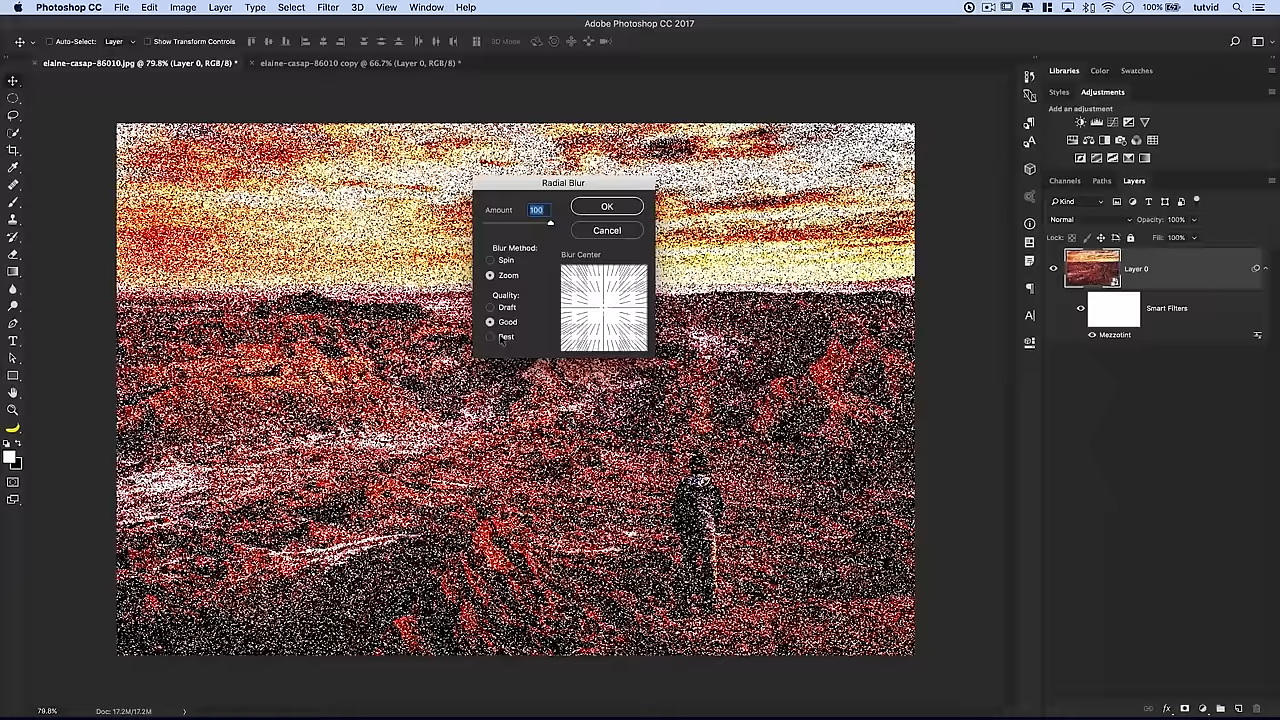 Photoshop CC File Edit Image Layer Type Select Filter 3D View Window Help 100% tutvid
Adobe Photoshop CC 2017
Auto-Select: Layer Show Transform Controls 3D Mode
elaine-casap-86010.jpg @ 79.8% (Layer 0, RGB/8) * elaine-casap-86010 copy @ 66.7% (Layer 0, RGB/8) *
Libraries Color Swatches
Styles Adjustments
Add an adjustment
Channels Paths Layers
Kind
Normal Opacity: 100%
Lock: Fill: 100%
Layer 0
Smart Filters
Mezzotint
Radial Blur
Amount 100 OK
Cancel
Blur Method: Blur Center
Spin
Zoom
Quality:
Draft
Good
Best
79.8% Doc: 17.2M/17.2M